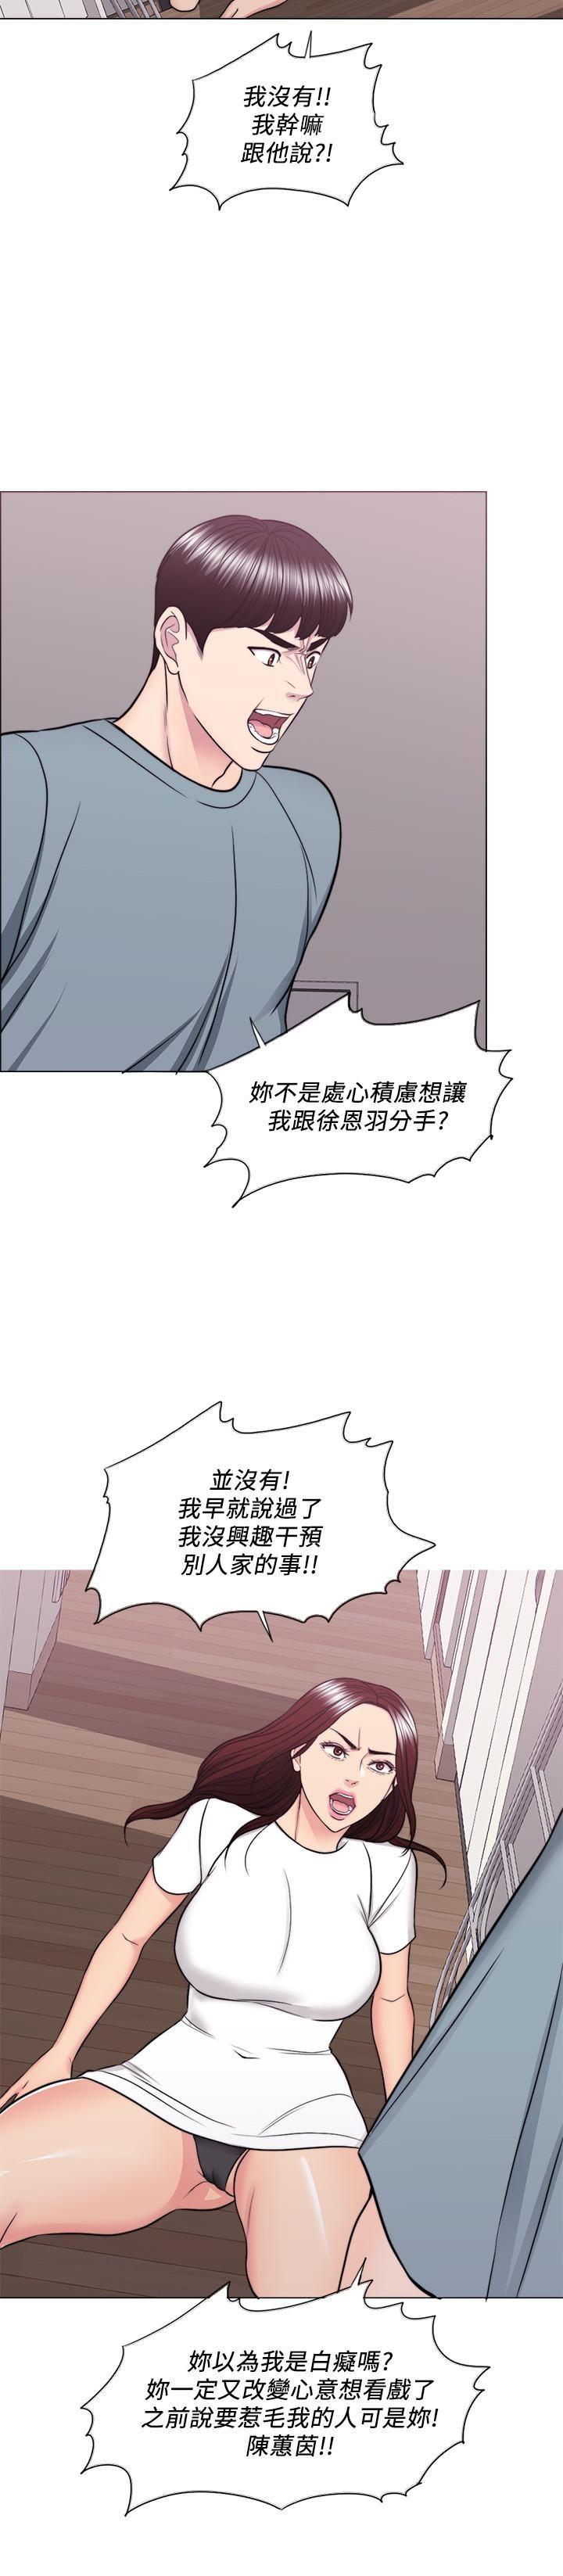 我沒有!!
我幹嘛
跟他說?!
妳不是處心積慮想讓
我跟徐恩羽分手?
並沒有!
我早就說過了
我沒興趣干預
別人家的事!!
妳以為我是白癡嗎?
妳一定又改變心意想看戲了
之前說要惹毛我的人可是妳!
陳蕙茵!!